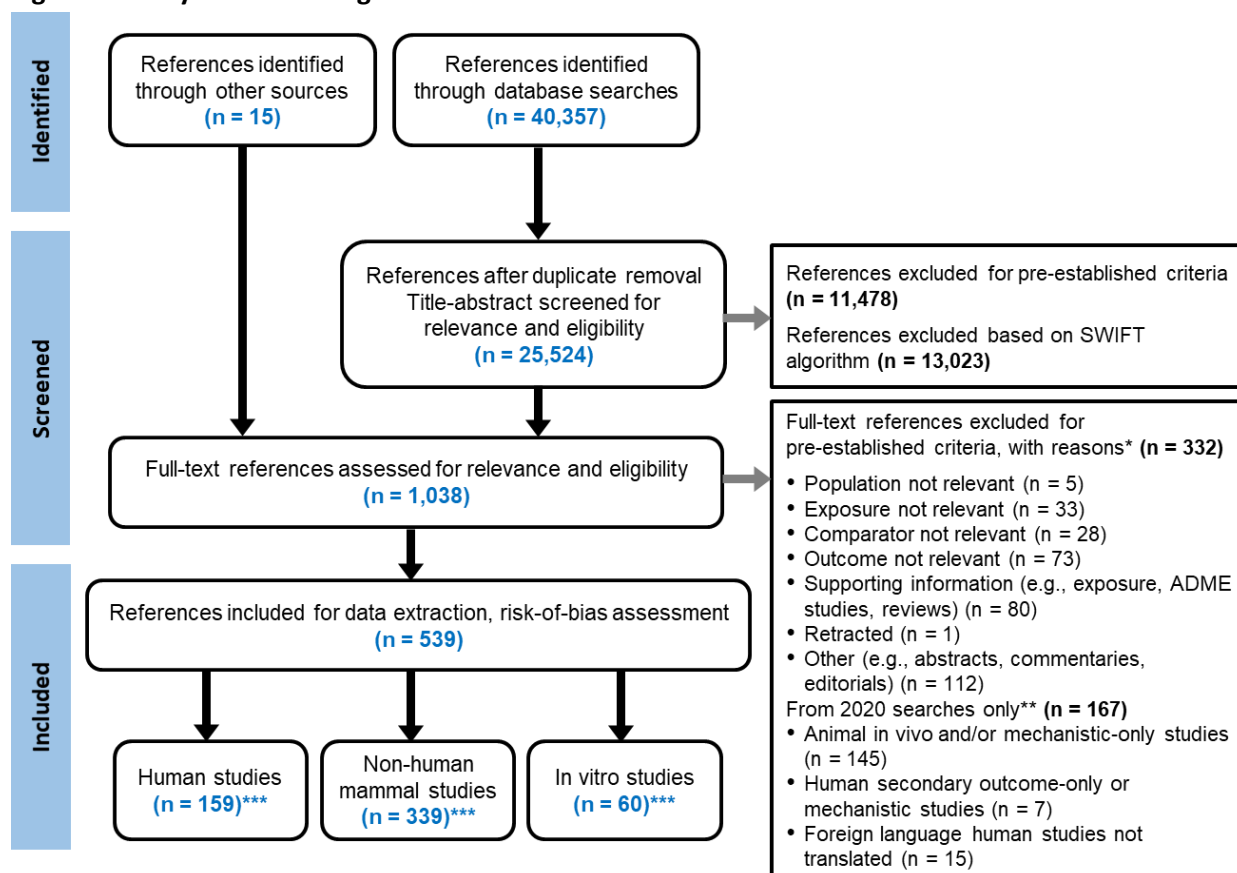 Identified
References identified
through other sources
(n = 15)
References identified
through database searches
(n = 40,357)
Screened
References after duplicate removal
Title-abstract screened for
relevance and eligibility
(n = 25,524)
References excluded for pre-established criteria
(n = 11,478)
References excluded based on SWIFT
algorithm (n = 13,023)
Full-text references assessed for relevance and eligibility
(n = 1,038)
Full-text references excluded for
pre-established criteria, with reasons* (n = 332)
• Population not relevant (n = 5)
• Exposure not relevant (n = 33)
• Comparator not relevant (n = 28)
• Outcome not relevant (n = 73)
• Supporting information (e.g., exposure, ADME
studies, reviews) (n = 80)
• Retracted (n = 1)
• Other (e.g., abstracts, commentaries,
editorials) (n = 112)
From 2020 searches only** (n = 167)
• Animal in vivo and/or mechanistic-only studies
(n = 145)
• Human secondary outcome-only or
mechanistic studies (n = 7)
• Foreign language human studies not
translated (n = 15)
Included
References included for data extraction, risk-of-bias assessment
(n = 539)
Human studies
(n = 159)***
Non-human
mammal studies
(n = 339)***
In vitro studies
(n = 60)***